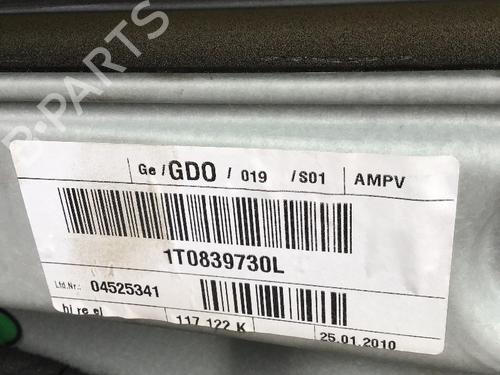 B-PARTS
Ge / GDO / 019 / S01 AMPV
1T0839730L
Lfd.Nr.: 04525341
hi re el 117 122 K 25.01.2010